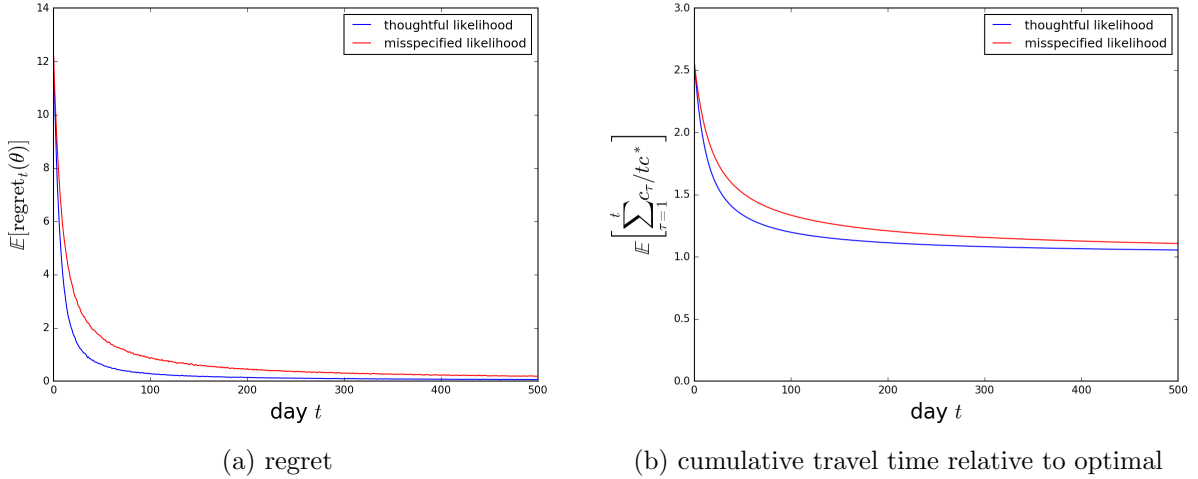 14
12
10
8
6
4
2
0
0 100 200 300 400 500
𝔼[regret_t(θ)]
day t
thoughtful likelihood
misspecified likelihood
(a) regret
3.0
2.5
2.0
1.5
1.0
0.5
0.0
0 100 200 300 400 500
𝔼[∑_{τ=1}^{t} c_τ/tc*]
day t
thoughtful likelihood
misspecified likelihood
(b) cumulative travel time relative to optimal